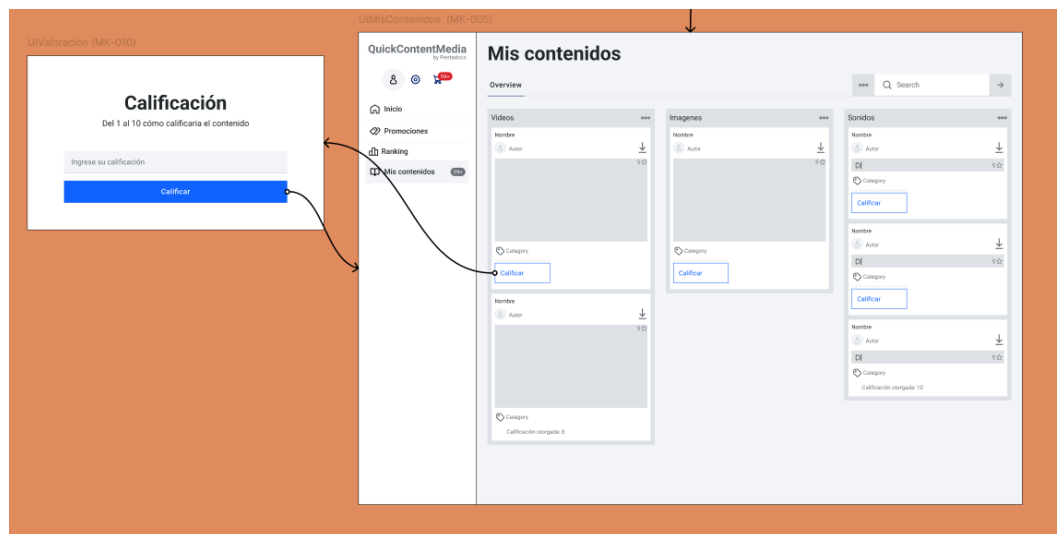 UIValoracion (MK-010)
Calificación
Del 1 al 10 cómo calificaria el contenido
Ingrese su calificación
Calificar
UIMisContenidos (MK-005)
QuickContentMedia
by Pentadocs
99+
Inicio
Promociones
Ranking
Mis contenidos
99+
Mis contenidos
Overview
Search
Videos
Nombre
Autor
5
Category
Calificar
Nombre
Autor
5
Category
Calificación otorgada: 8
Imagenes
Nombre
Autor
5
Category
Calificar
Sonidos
Nombre
Autor
5
Category
Calificar
Nombre
Autor
5
Category
Calificar
Nombre
Autor
5
Category
Calificación otorgada: 10